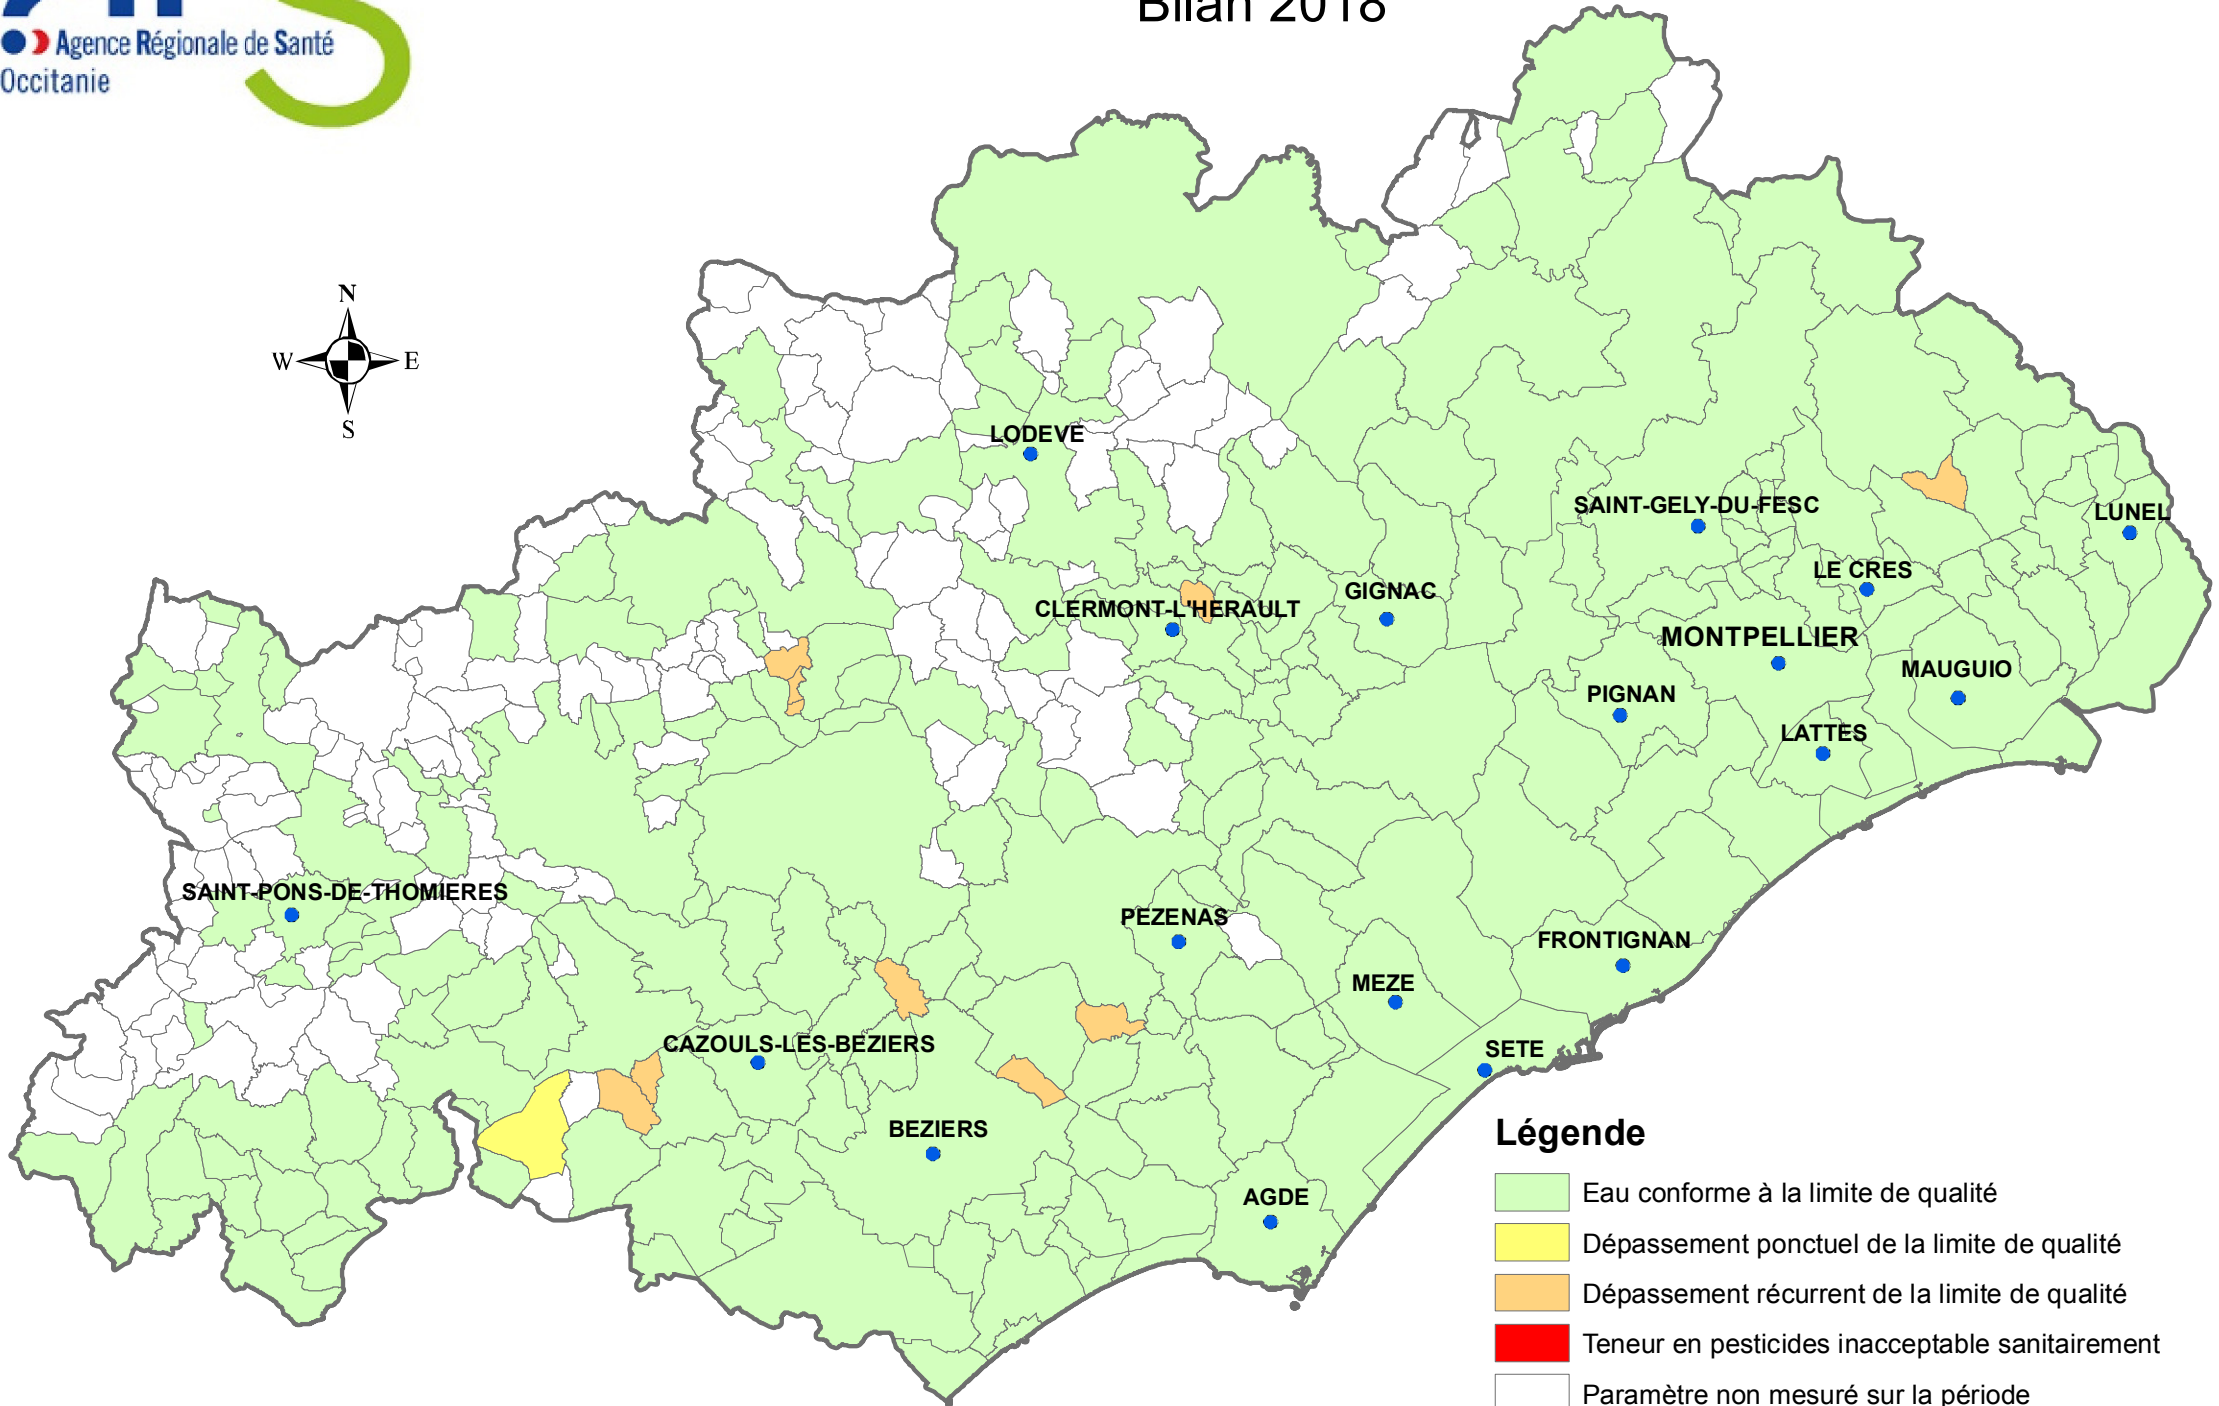 Bilan 2018
Agence Régionale de Santé
Occitanie
N
W E
S
LODEVE
SAINT-GELY-DU-FESC
LUNEL
LE CRES
GIGNAC
CLERMONT-L'HERAULT
MONTPELLIER
MAUGUIO
PIGNAN
LATTES
SAINT-PONS-DE-THOMIERES
PEZENAS
FRONTIGNAN
MEZE
CAZOULS-LES-BEZIERS
SETE
BEZIERS
AGDE
Légende
Eau conforme à la limite de qualité
Dépassement ponctuel de la limite de qualité
Dépassement récurrent de la limite de qualité
Teneur en pesticides inacceptable sanitairement
Paramètre non mesuré sur la période